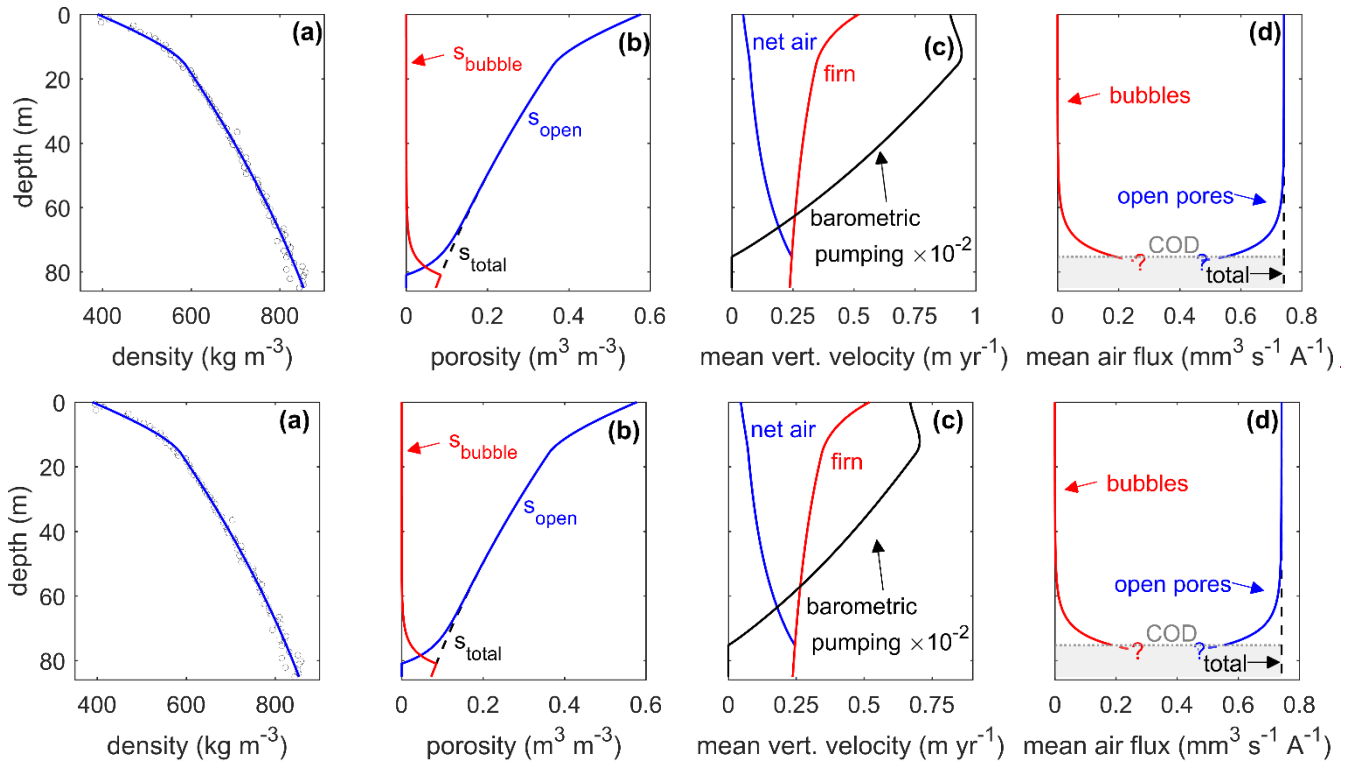 0
20
40
60
80
depth (m)
400 600 800
density (kg m⁻³)
(a)
s_bubble
s_open
s_total
0 0.2 0.4 0.6
porosity (m³ m⁻³)
(b)
net air
firn
barometric
pumping ×10⁻²
0 0.25 0.5 0.75 1
mean vert. velocity (m yr⁻¹)
(c)
bubbles
open pores
COD
? ?
total
0 0.2 0.4 0.6 0.8
mean air flux (mm³ s⁻¹ A⁻¹)
(d)
0
20
40
60
80
depth (m)
400 600 800
density (kg m⁻³)
(a)
s_bubble
s_open
s_total
0 0.2 0.4 0.6
porosity (m³ m⁻³)
(b)
net air
firn
barometric
pumping ×10⁻²
0 0.25 0.5 0.75
mean vert. velocity (m yr⁻¹)
(c)
bubbles
open pores
COD
? ?
total
0 0.2 0.4 0.6 0.8
mean air flux (mm³ s⁻¹ A⁻¹)
(d)